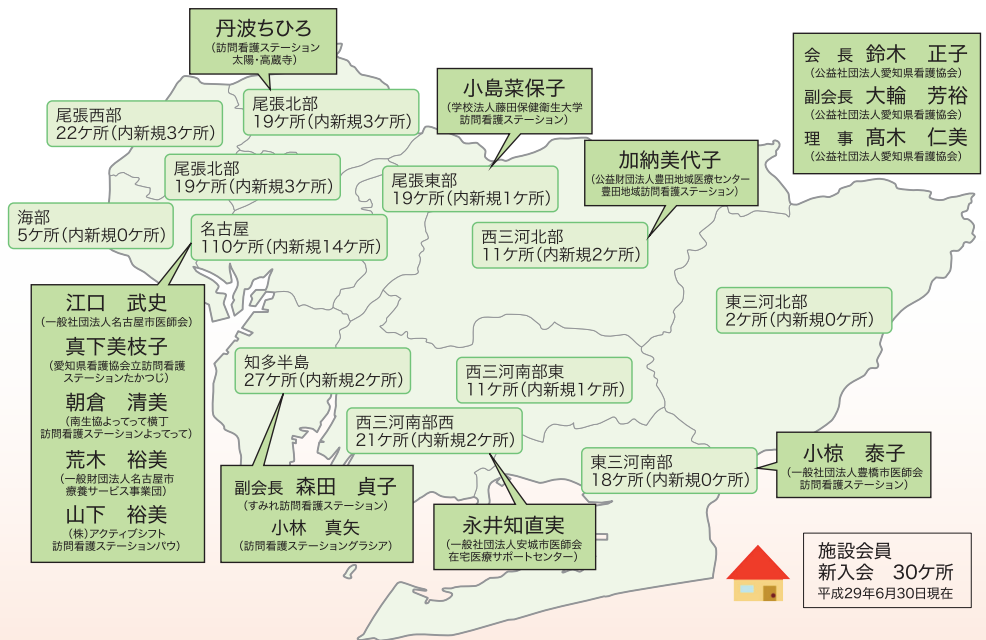 丹波ちひろ
（訪問看護ステーション
太陽・高蔵寺）
尾張西部
22ケ所（内新規3ケ所）
尾張北部
19ケ所（内新規3ケ所）
小島菜保子
（学校法人藤田保健衛生大学
訪問看護ステーション）
会　長　鈴木　正子
（公益社団法人愛知県看護協会）
副会長　大輪　芳裕
（公益社団法人愛知県看護協会）
理　事　髙木　仁美
（公益社団法人愛知県看護協会）
尾張北部
19ケ所（内新規3ケ所）
尾張東部
19ケ所（内新規1ケ所）
加納美代子
（公益財団法人豊田地域医療センター
豊田地域訪問看護ステーション）
海部
5ケ所（内新規0ケ所）
名古屋
110ケ所（内新規14ケ所）
西三河北部
11ケ所（内新規2ケ所）
東三河北部
2ケ所（内新規0ケ所）
江口　武史
（一般社団法人名古屋市医師会）
真下美枝子
（愛知県看護協会立訪問看護
ステーションたかつじ）
朝倉　清美
（南生協よってって横丁
訪問看護ステーションよってって）
荒木　裕美
（一般財団法人名古屋市
療養サービス事業団）
山下　裕美
（（株）アクティブシフト
訪問看護ステーションパウ）
知多半島
27ケ所（内新規2ケ所）
西三河南部東
11ケ所（内新規1ケ所）
西三河南部西
21ケ所（内新規2ケ所）
東三河南部
18ケ所（内新規0ケ所）
小椋　泰子
（一般社団法人豊橋市医師会
訪問看護ステーション）
副会長　森田　貞子
（すみれ訪問看護ステーション）
小林　真矢
（訪問看護ステーショングラシア）
永井知直実
（一般社団法人安城市医師会
在宅医療サポートセンター）
施設会員
新入会　30ケ所
平成29年6月30日現在